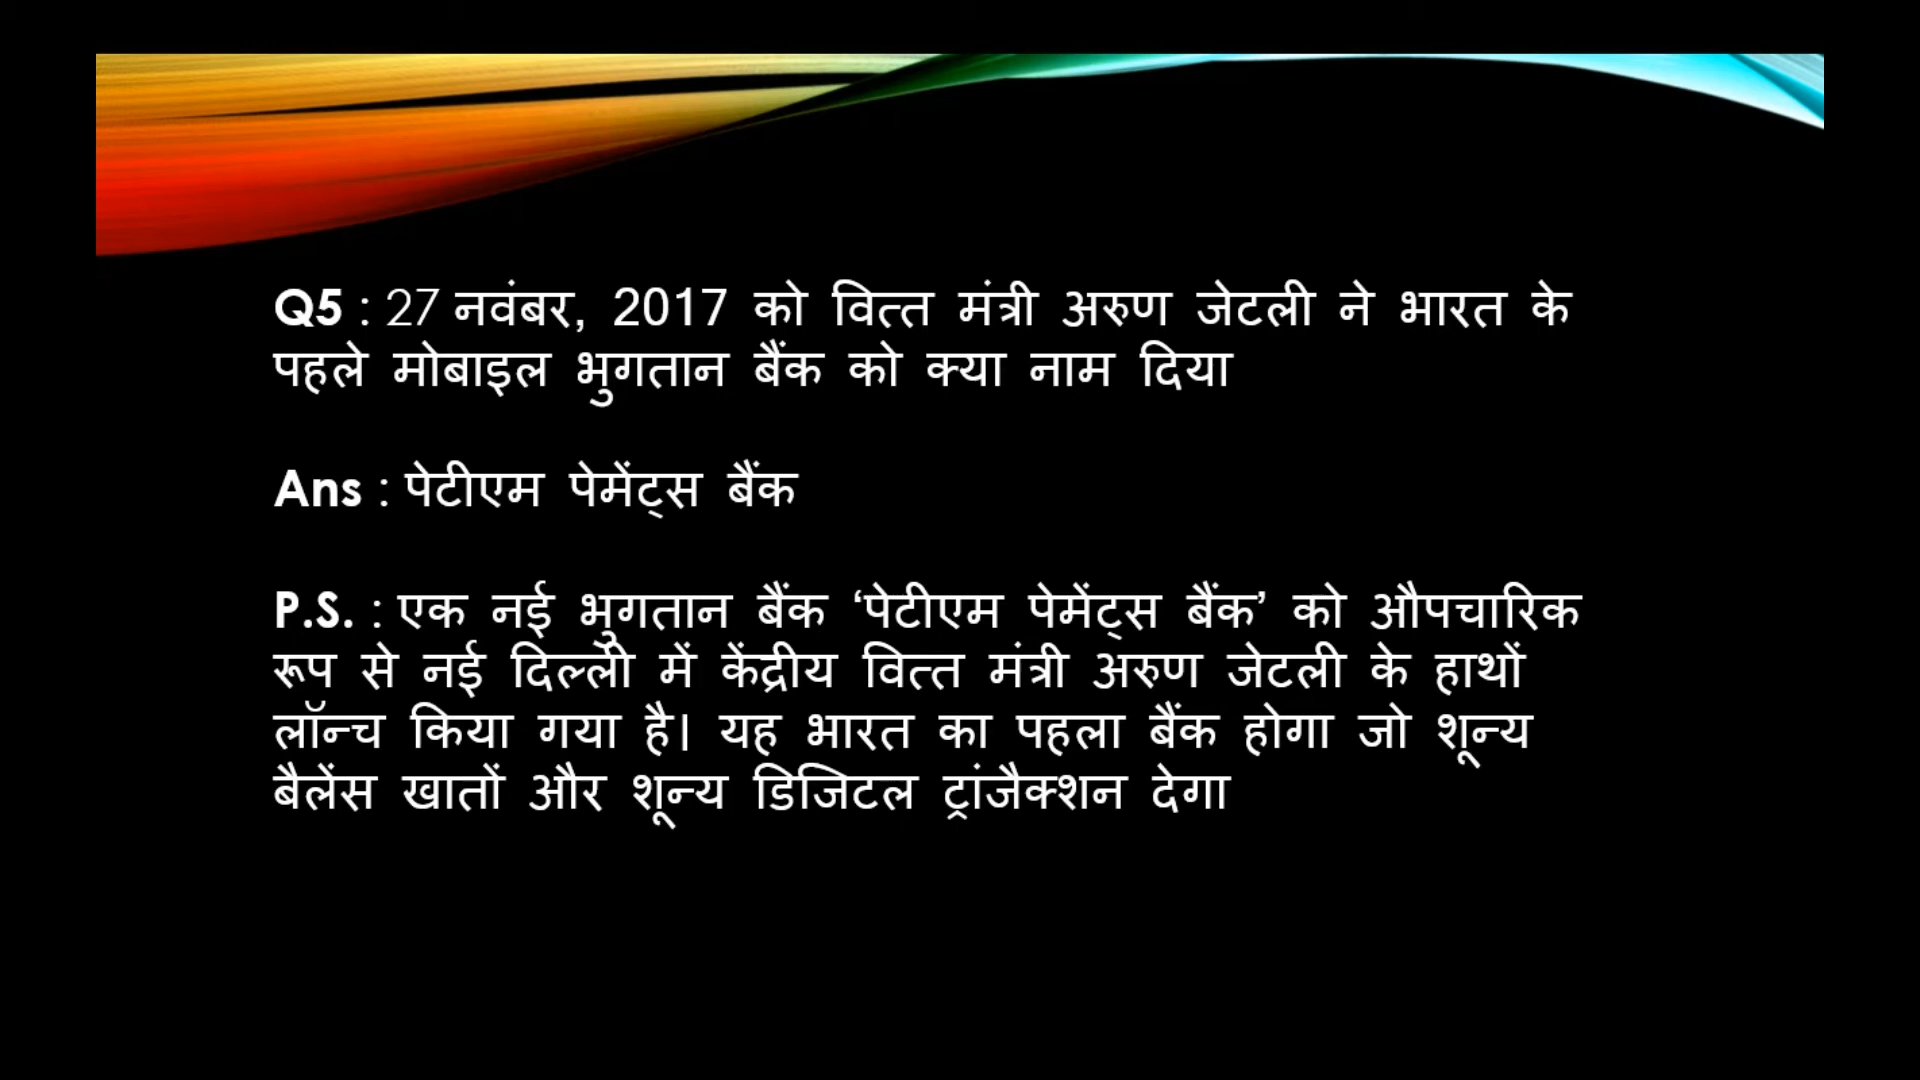 Q5 : 27 नवंबर, 2017 को वित्त मंत्री अरुण जेटली ने भारत के
पहले मोबाइल भुगतान बैंक को क्या नाम दिया
Ans : पेटीएम पेमेंट्स बैंक
P.S. : एक नई भुगतान बैंक ‘पेटीएम पेमेंट्स बैंक’ को औपचारिक
रूप से नई दिल्ली में केंद्रीय वित्त मंत्री अरुण जेटली के हाथों
लॉन्च किया गया है। यह भारत का पहला बैंक होगा जो शून्य
बैलेंस खातों और शून्य डिजिटल ट्रांजैक्शन देगा